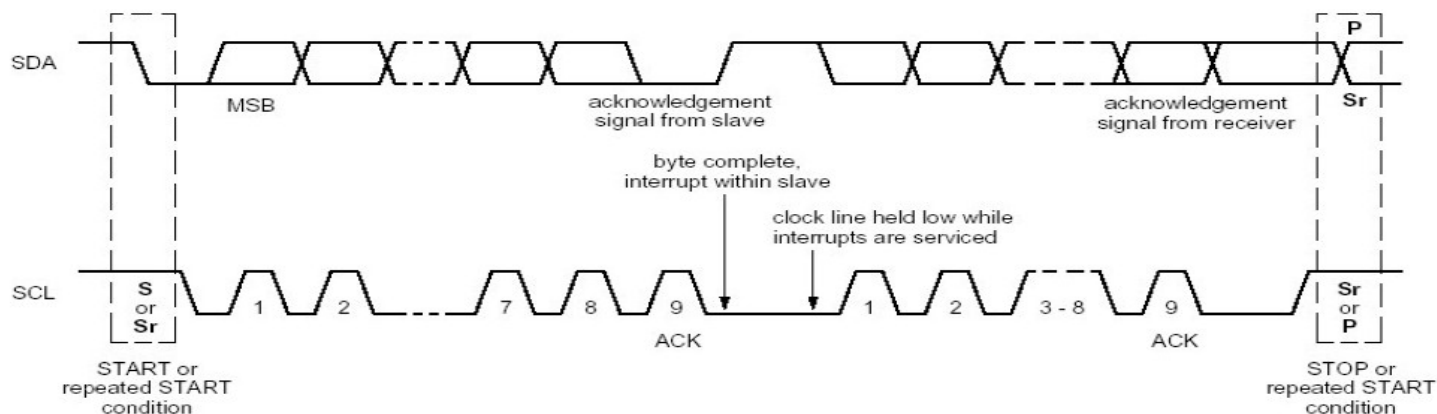 P
SDA
MSB
acknowledgement
signal from slave
acknowledgement
signal from receiver
Sr
byte complete,
interrupt within slave
clock line held low while
interrupts are serviced
SCL
S
or
Sr
1
2
7
8
9
1
2
3 - 8
9
Sr
or
P
ACK
ACK
START or
repeated START
condition
STOP or
repeated START
condition